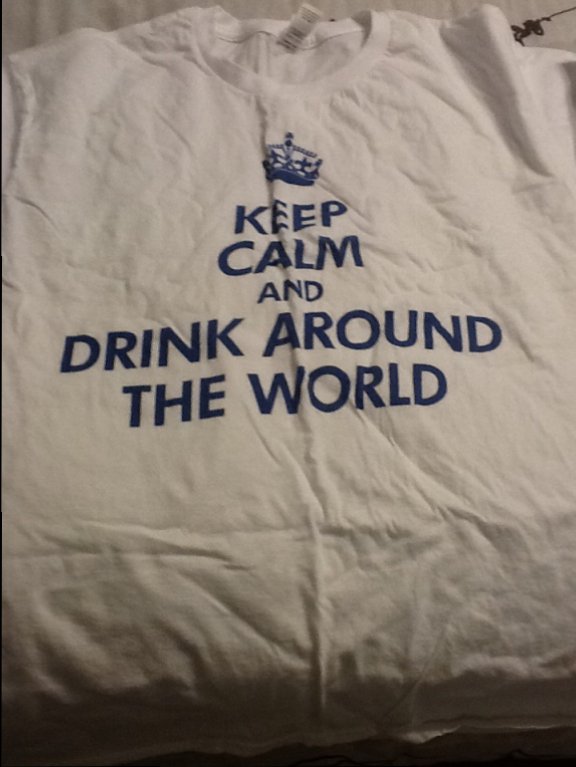 KEEP
CALM
AND
DRINK AROUND
THE WORLD